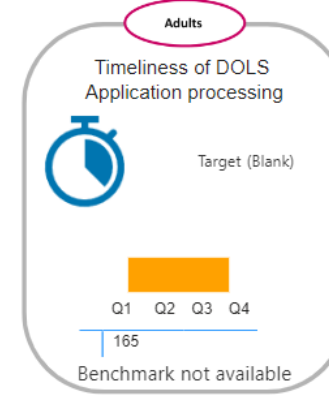 Adults
Timeliness of DOLS
Application processing
Target (Blank)
Q1 Q2 Q3 Q4
165
Benchmark not available